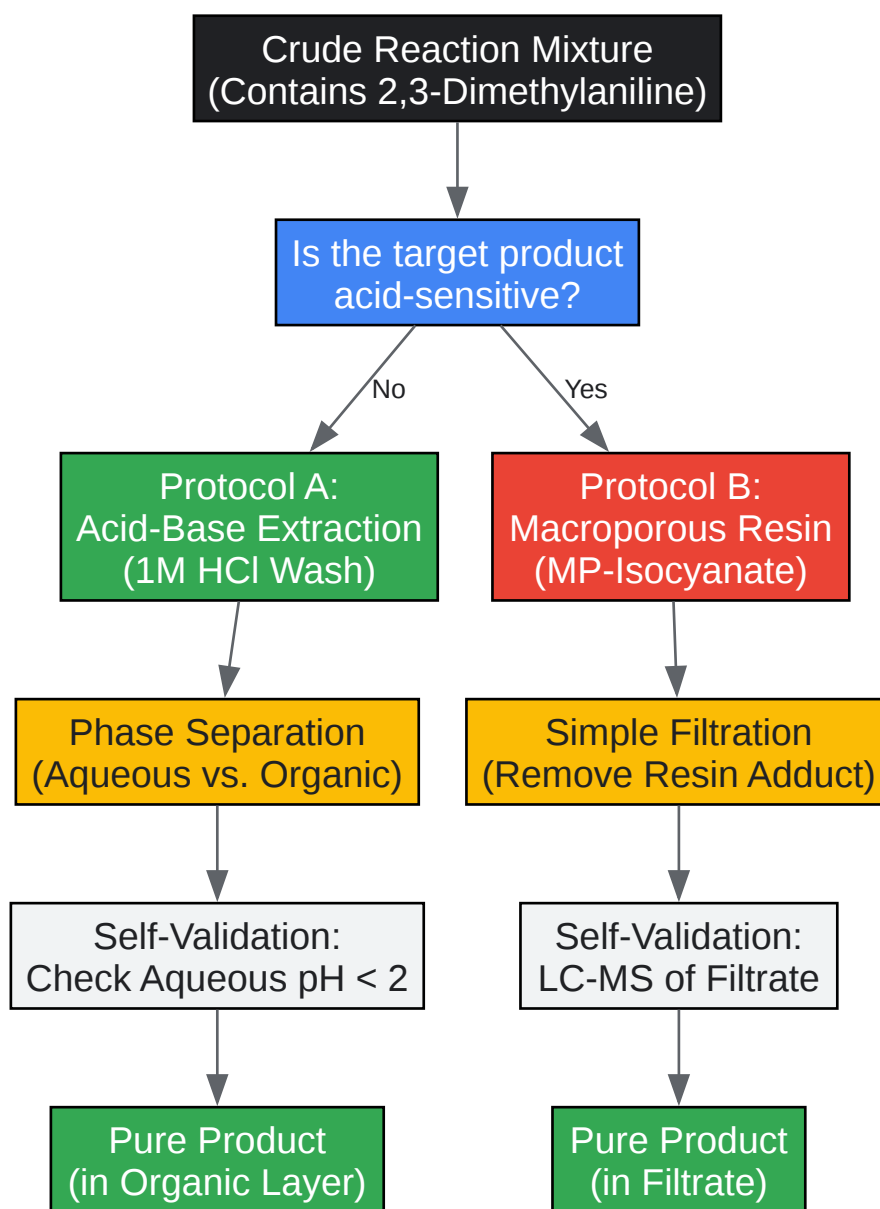 Crude Reaction Mixture
(Contains 2,3-Dimethylaniline)
Is the target product
acid-sensitive?
No
Yes
Protocol A:
Acid-Base Extraction
(1M HCl Wash)
Protocol B:
Macroporous Resin
(MP-Isocyanate)
Phase Separation
(Aqueous vs. Organic)
Simple Filtration
(Remove Resin Adduct)
Self-Validation:
Check Aqueous pH < 2
Self-Validation:
LC-MS of Filtrate
Pure Product
(in Organic Layer)
Pure Product
(in Filtrate)